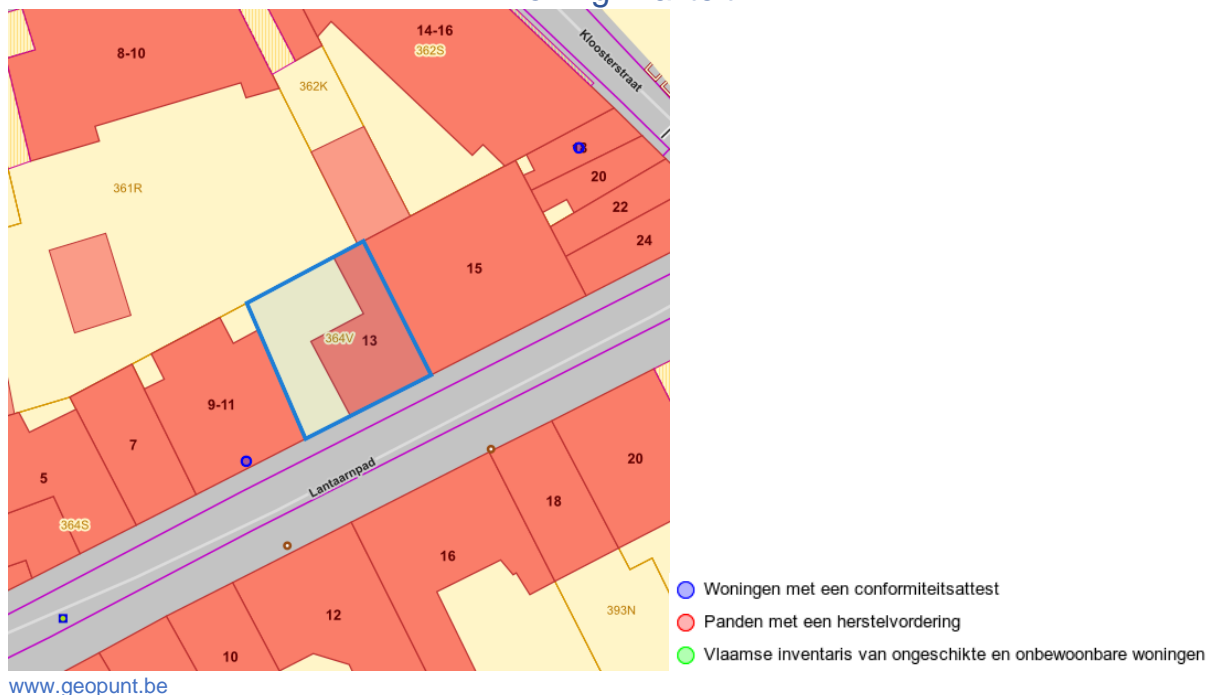 8-10
14-16
362S
Kloosterstraat
362K
361R
20
22
24
15
364V
13
9-11
7
5
364S
Lantaarnpad
20
18
16
12
10
393N
Woningen met een conformiteitsattest
Panden met een herstelvordering
Vlaamse inventaris van ongeschikte en onbewoonbare woningen
www.geopunt.be